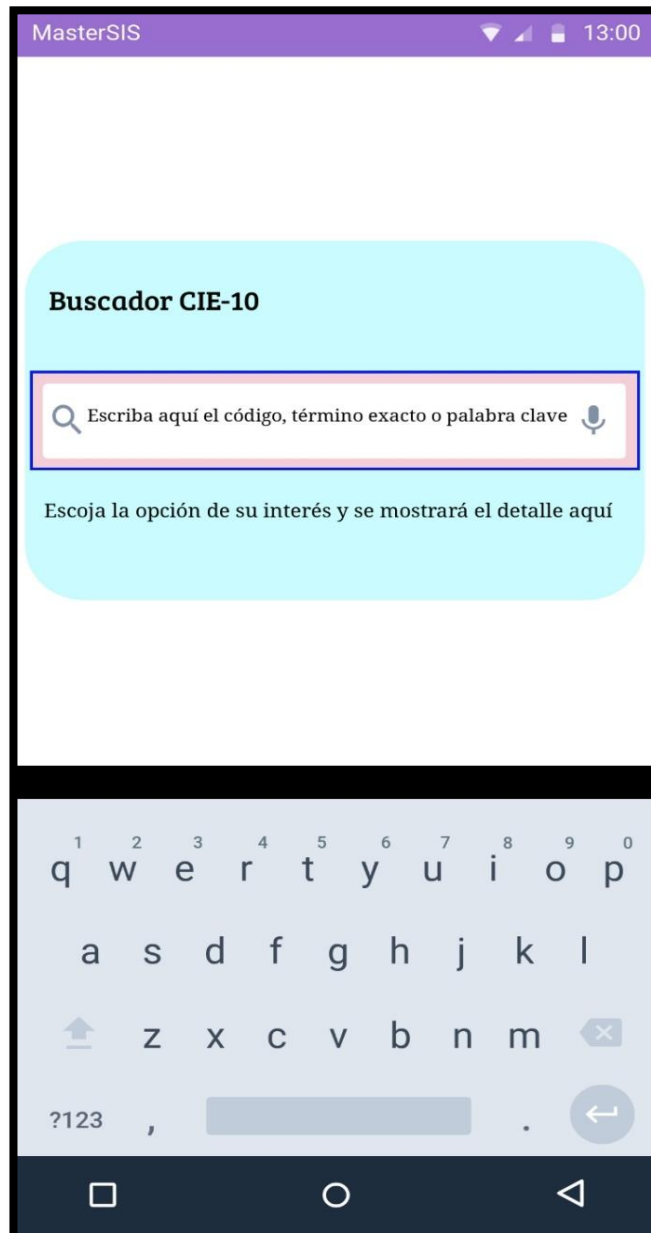 MasterSIS 13:00
Buscador CIE-10
Escriba aquí el código, término exacto o palabra clave
Escoja la opción de su interés y se mostrará el detalle aquí
1 2 3 4 5 6 7 8 9 0
q w e r t y u i o p
a s d f g h j k l
z x c v b n m
?123 , .